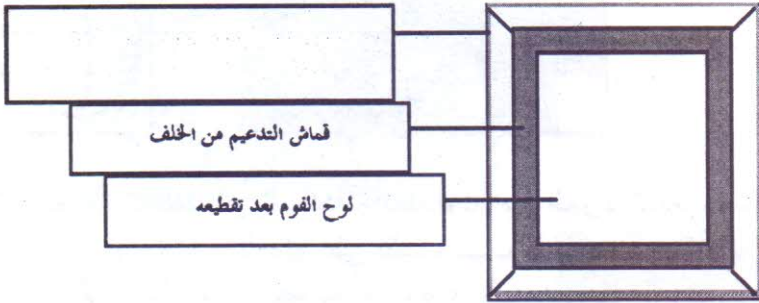 قماش التدعيم من الخلف
لوح الفوم بعد تقطيعه